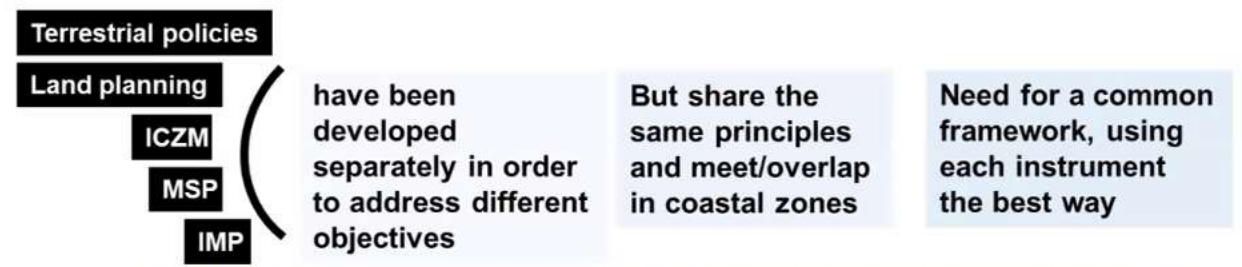 Terrestrial policies
Land planning
ICZM
MSP
IMP
have been
developed
separately in order
to address different
objectives
But share the
same principles
and meet/overlap
in coastal zones
Need for a common
framework, using
each instrument
the best way